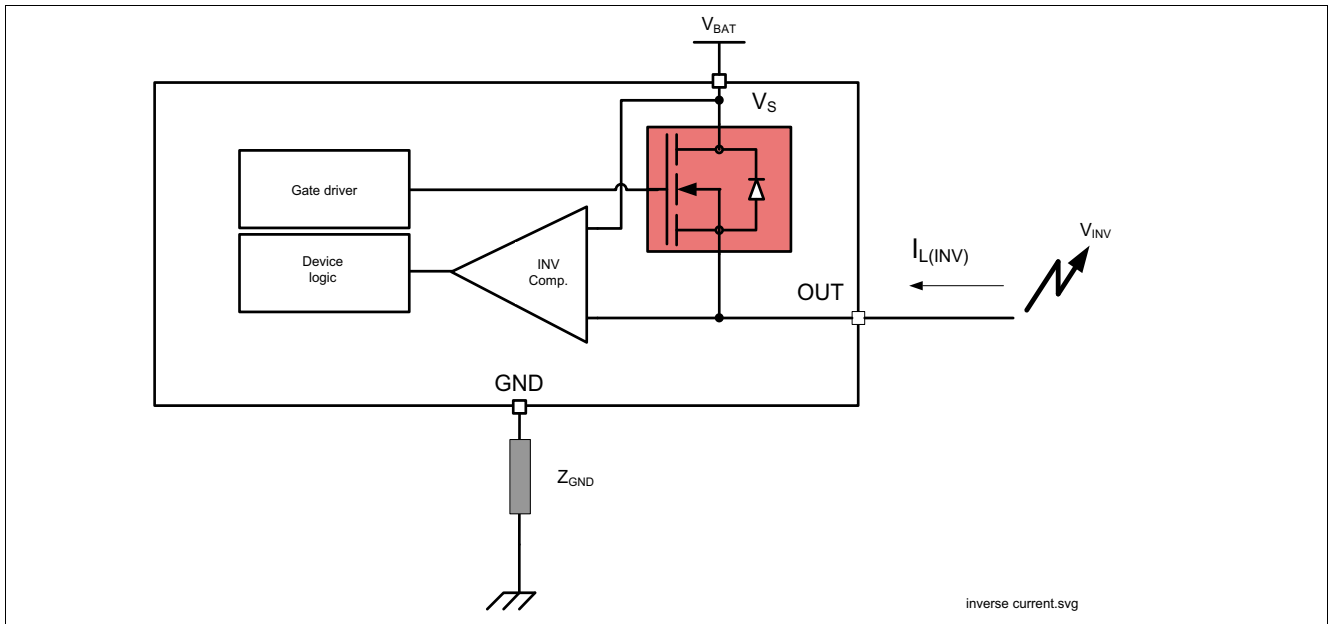 VBAT
VS
Gate driver
Device
logic
INV
Comp.
VINV
IL(INV)
OUT
GND
ZGND
inverse current.svg